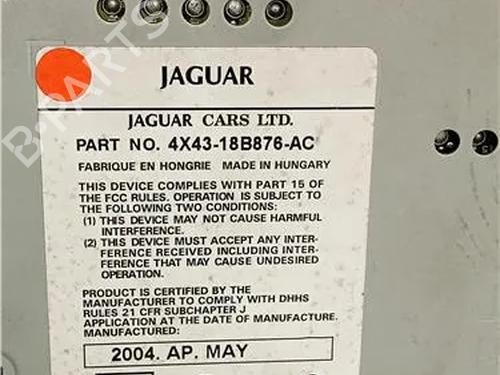 JAGUAR
JAGUAR CARS LTD.
PART NO. 4X43-18B876-AC
FABRIQUE EN HONGRIE MADE IN HUNGARY
THIS DEVICE COMPLIES WITH PART 15 OF
THE FCC RULES. OPERATION IS SUBJECT TO
THE FOLLOWING TWO CONDITIONS:
(1) THIS DEVICE MAY NOT CAUSE HARMFUL
INTERFERENCE.
(2) THIS DEVICE MUST ACCEPT ANY INTER-
FERENCE RECEIVED INCLUDING INTER-
FERENCE THAT MAY CAUSE UNDESIRED
OPERATION.
PRODUCT IS CERTIFIED BY THE
MANUFACTURER TO COMPLY WITH DHHS
RULES 21 CFR SUBCHAPTER J
APPLICATION AT THE DATE OF MANUFACTURE.
MANUFACTURED:
2004. AP. MAY
B-PARTS